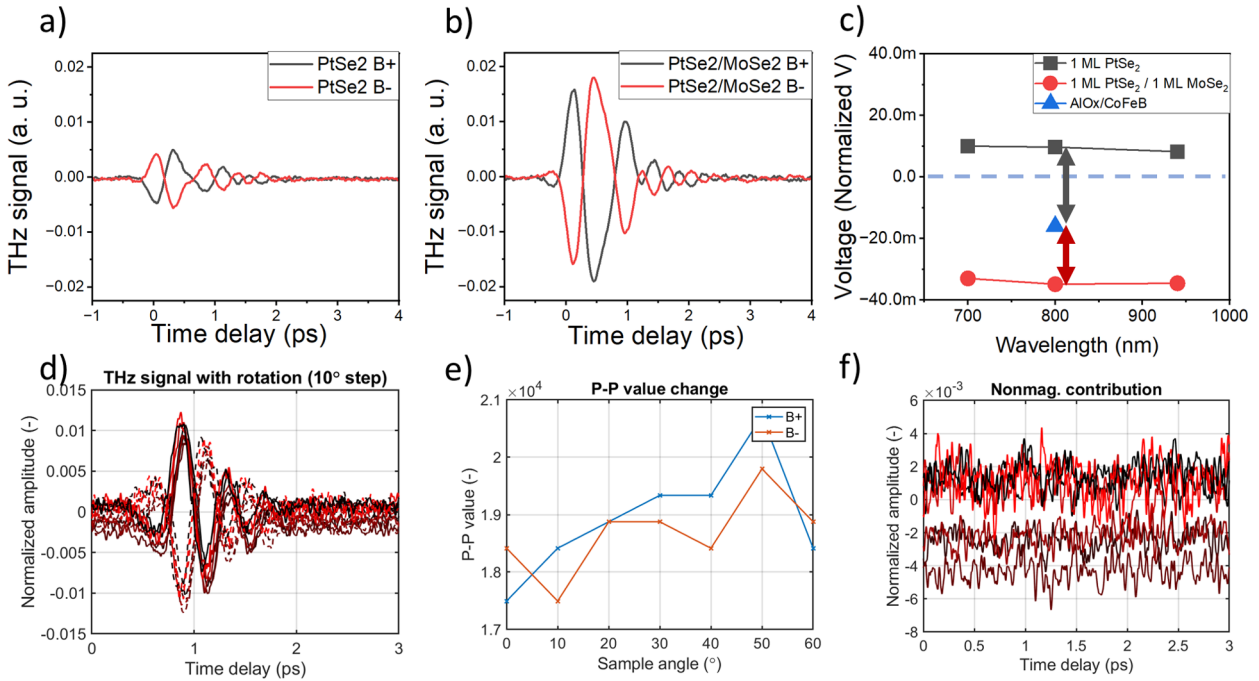 a)
PtSe2 B+
PtSe2 B-
0.02
0.01
0.00
−0.01
−0.02
THz signal (a. u.)
−1
0
1
2
3
4
Time delay (ps)
b)
PtSe2/MoSe2 B+
PtSe2/MoSe2 B-
0.02
0.01
0.00
−0.01
−0.02
THz signal (a. u.)
−1
0
1
2
3
4
Time delay (ps)
c)
1 ML PtSe₂
1 ML PtSe₂ / 1 ML MoSe₂
AlOx/CoFeB
40.0m
20.0m
0.0
−20.0m
−40.0m
Voltage (Normalized V)
700
800
900
1000
Wavelength (nm)
d)
THz signal with rotation (10° step)
0.015
0.01
0.005
0
-0.005
-0.01
-0.015
Normalized amplitude (-)
0
1
2
3
Time delay (ps)
e)
P-P value change
×10⁴
B+
B-
2.1
2
1.9
1.8
1.7
P-P value (-)
0
10
20
30
40
50
60
Sample angle (°)
f)
Nonmag. contribution
×10⁻³
6
4
2
0
-2
-4
-6
-8
Normalized amplitude (-)
0
0.5
1
1.5
2
2.5
3
Time delay (ps)